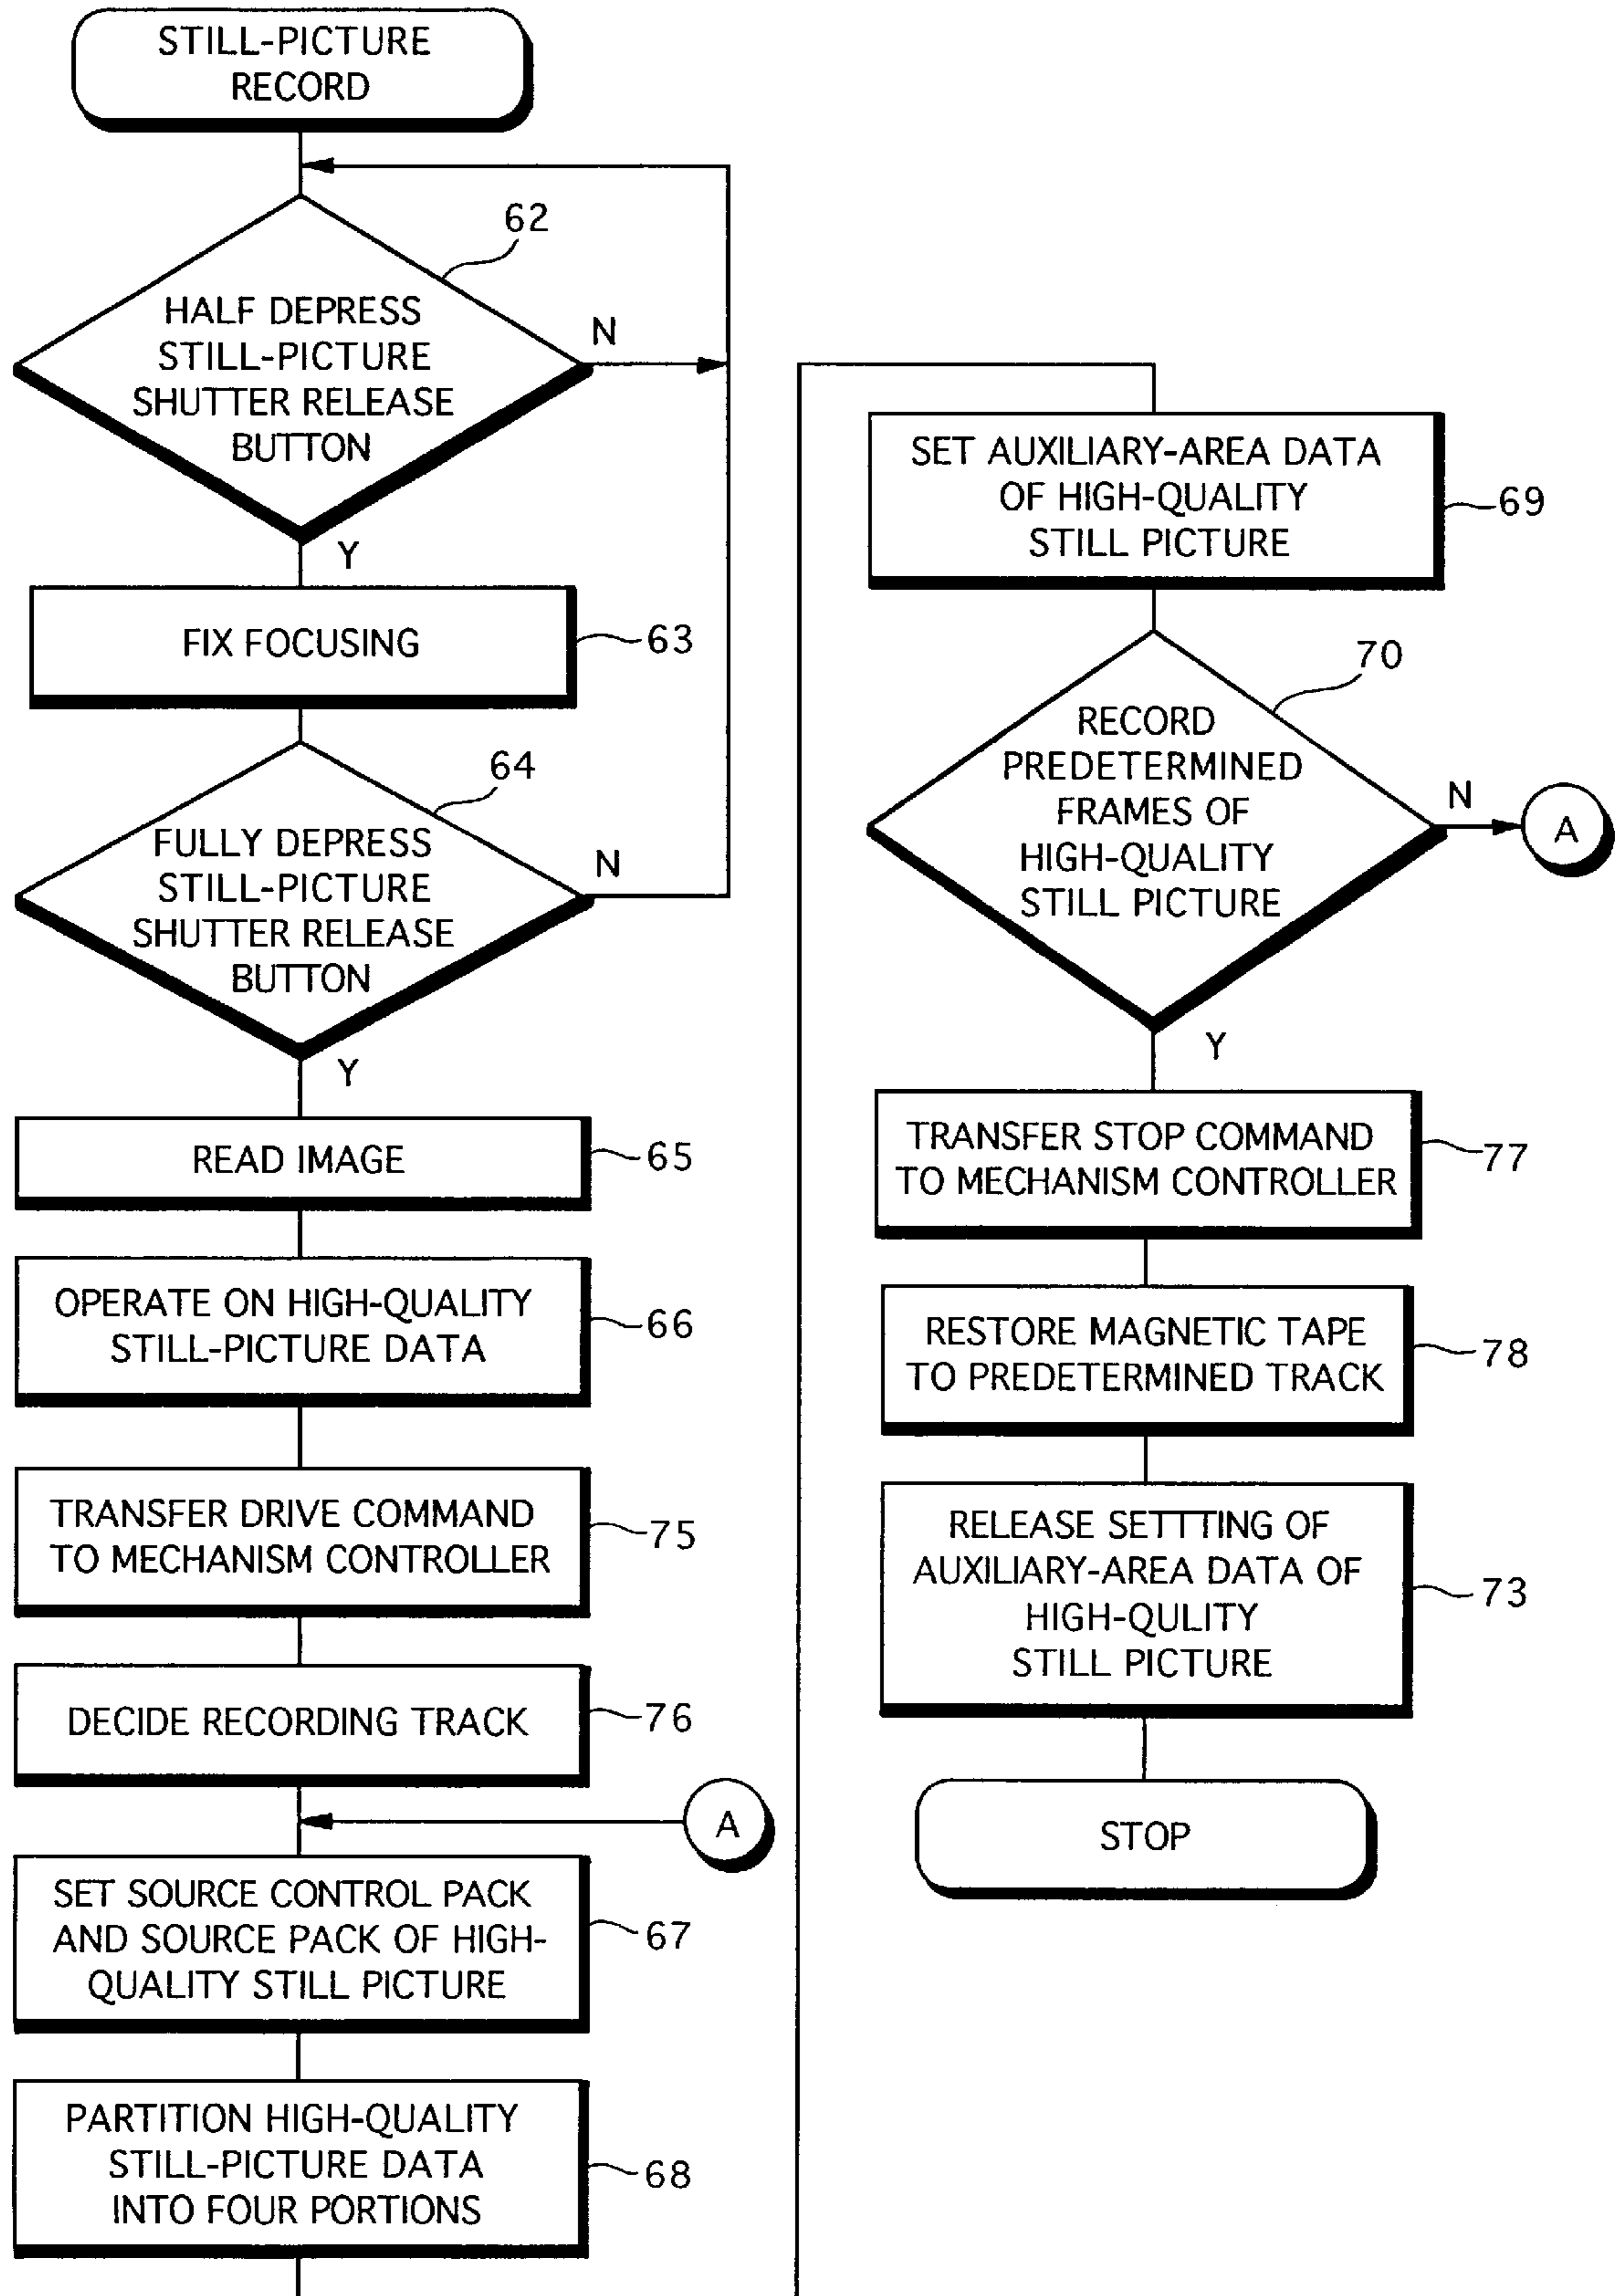 STILL-PICTURE
RECORD
62
HALF DEPRESS
STILL-PICTURE
SHUTTER RELEASE
BUTTON
N
Y
FIX FOCUSING
63
64
FULLY DEPRESS
STILL-PICTURE
SHUTTER RELEASE
BUTTON
N
Y
READ IMAGE
65
OPERATE ON HIGH-QUALITY
STILL-PICTURE DATA
66
TRANSFER DRIVE COMMAND
TO MECHANISM CONTROLLER
75
DECIDE RECORDING TRACK
76
A
SET SOURCE CONTROL PACK
AND SOURCE PACK OF HIGH-
QUALITY STILL PICTURE
67
PARTITION HIGH-QUALITY
STILL-PICTURE DATA
INTO FOUR PORTIONS
68
SET AUXILIARY-AREA DATA
OF HIGH-QUALITY
STILL PICTURE
69
70
RECORD
PREDETERMINED
FRAMES OF
HIGH-QUALITY
STILL PICTURE
N
A
Y
TRANSFER STOP COMMAND
TO MECHANISM CONTROLLER
77
RESTORE MAGNETIC TAPE
TO PREDETERMINED TRACK
78
RELEASE SETTTING OF
AUXILIARY-AREA DATA OF
HIGH-QULITY
STILL PICTURE
73
STOP